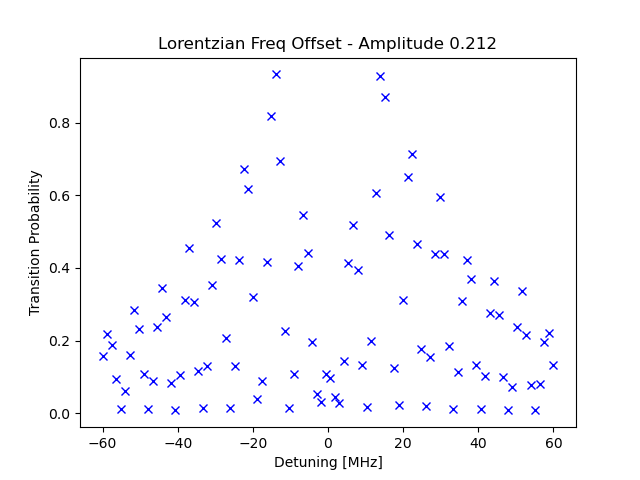 Lorentzian Freq Offset - Amplitude 0.212
Transition Probability
0.8
0.6
0.4
0.2
0.0
−60 −40 −20 0 20 40 60
Detuning [MHz]